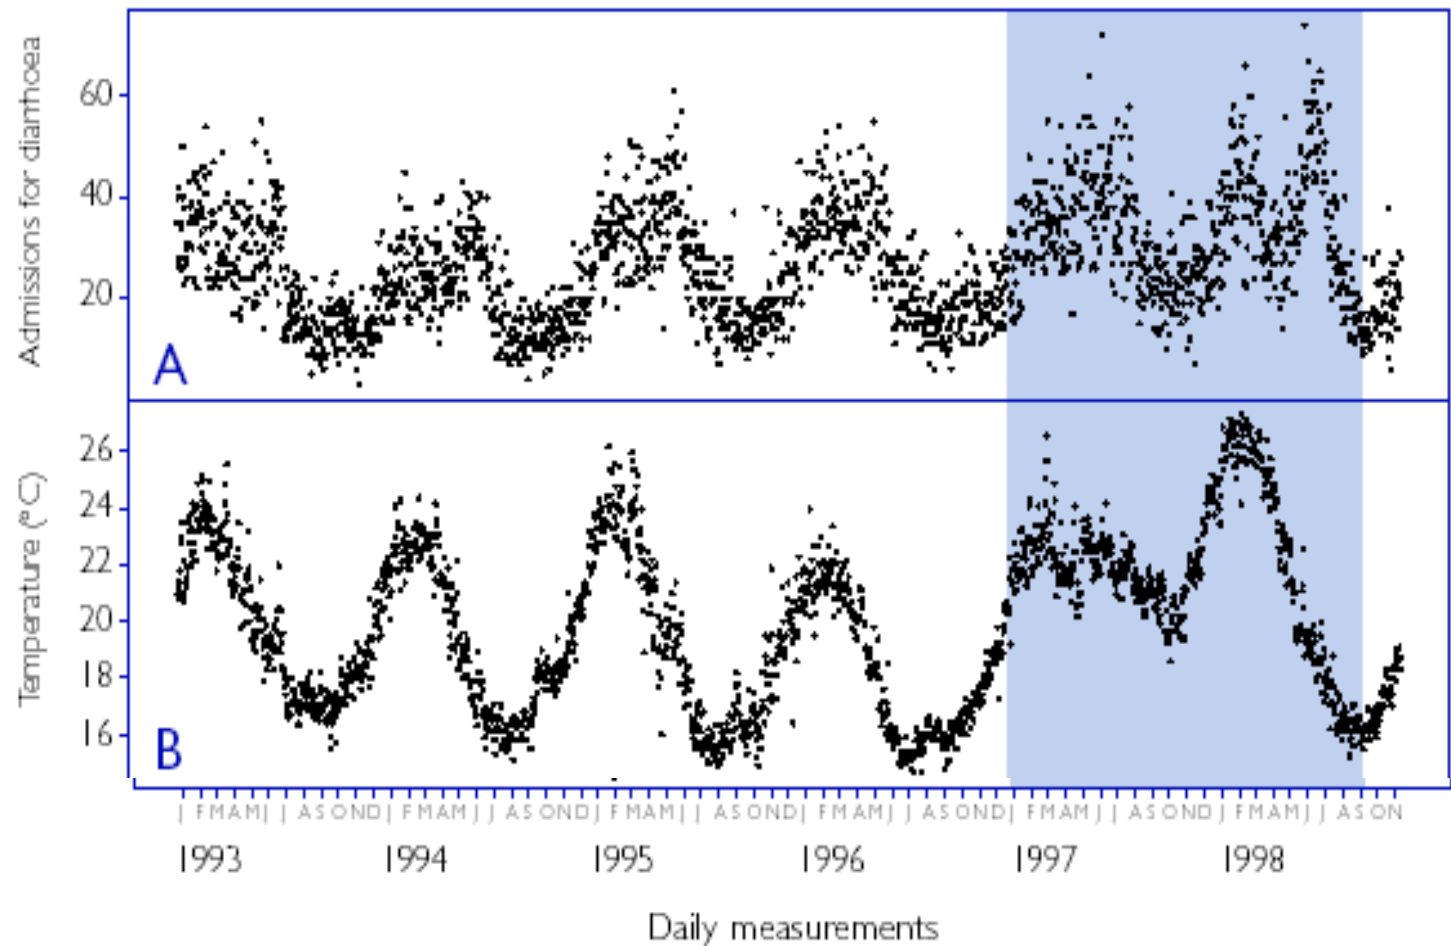 Admissions for diarrhoea
60
40
20
A
Temperature (°C)
26
24
22
20
18
16
B
J F M A M J J A S O N D J F M A M J J A S O N D J F M A M J J A S O N D J F M A M J J A S O N D J F M A M J J A S O N D J F M A M J J A S O N
1993 1994 1995 1996 1997 1998
Daily measurements